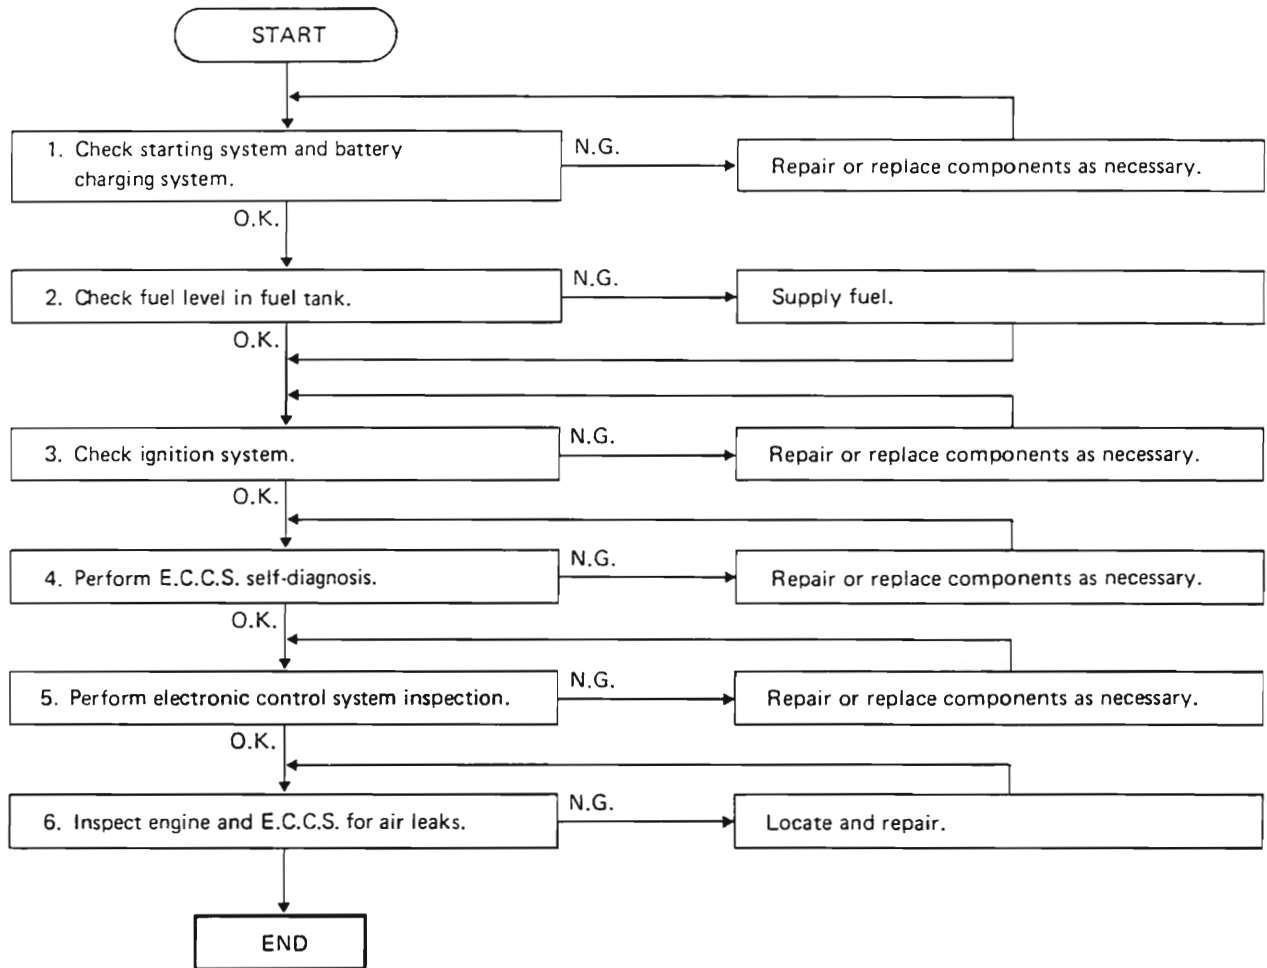 START
1. Check starting system and battery
charging system.
N.G.
Repair or replace components as necessary.
O.K.
2. Check fuel level in fuel tank.
N.G.
Supply fuel.
O.K.
3. Check ignition system.
N.G.
Repair or replace components as necessary.
O.K.
4. Perform E.C.C.S. self-diagnosis.
N.G.
Repair or replace components as necessary.
O.K.
5. Perform electronic control system inspection.
N.G.
Repair or replace components as necessary.
O.K.
6. Inspect engine and E.C.C.S. for air leaks.
N.G.
Locate and repair.
END